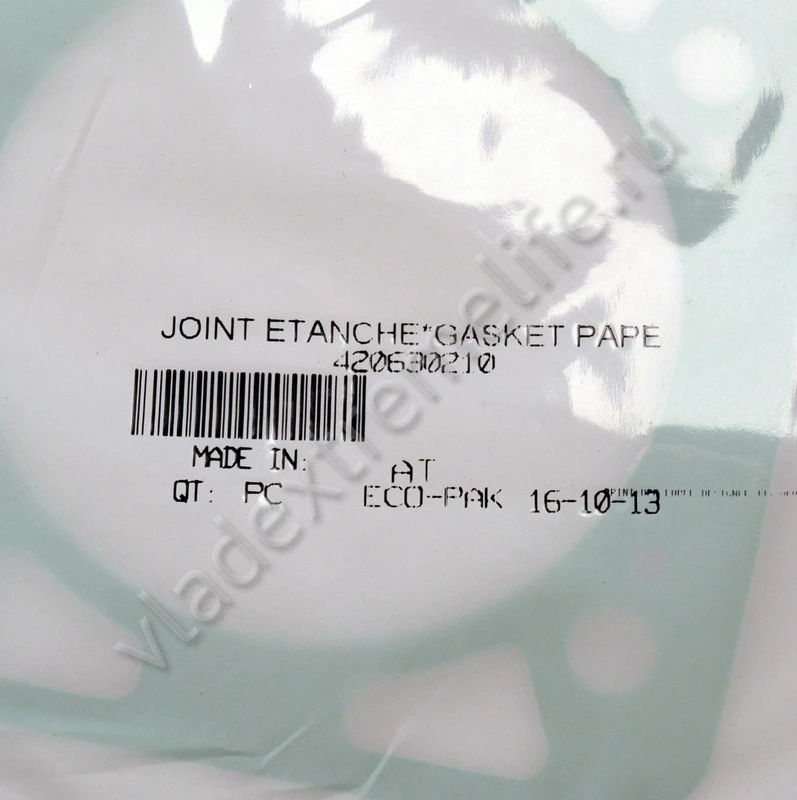 JOINT ETANCHE*GASKET PAPE
420630210
MADE IN: AT
QT: PC ECO-PAK 16-10-13
vladextremelife.ru